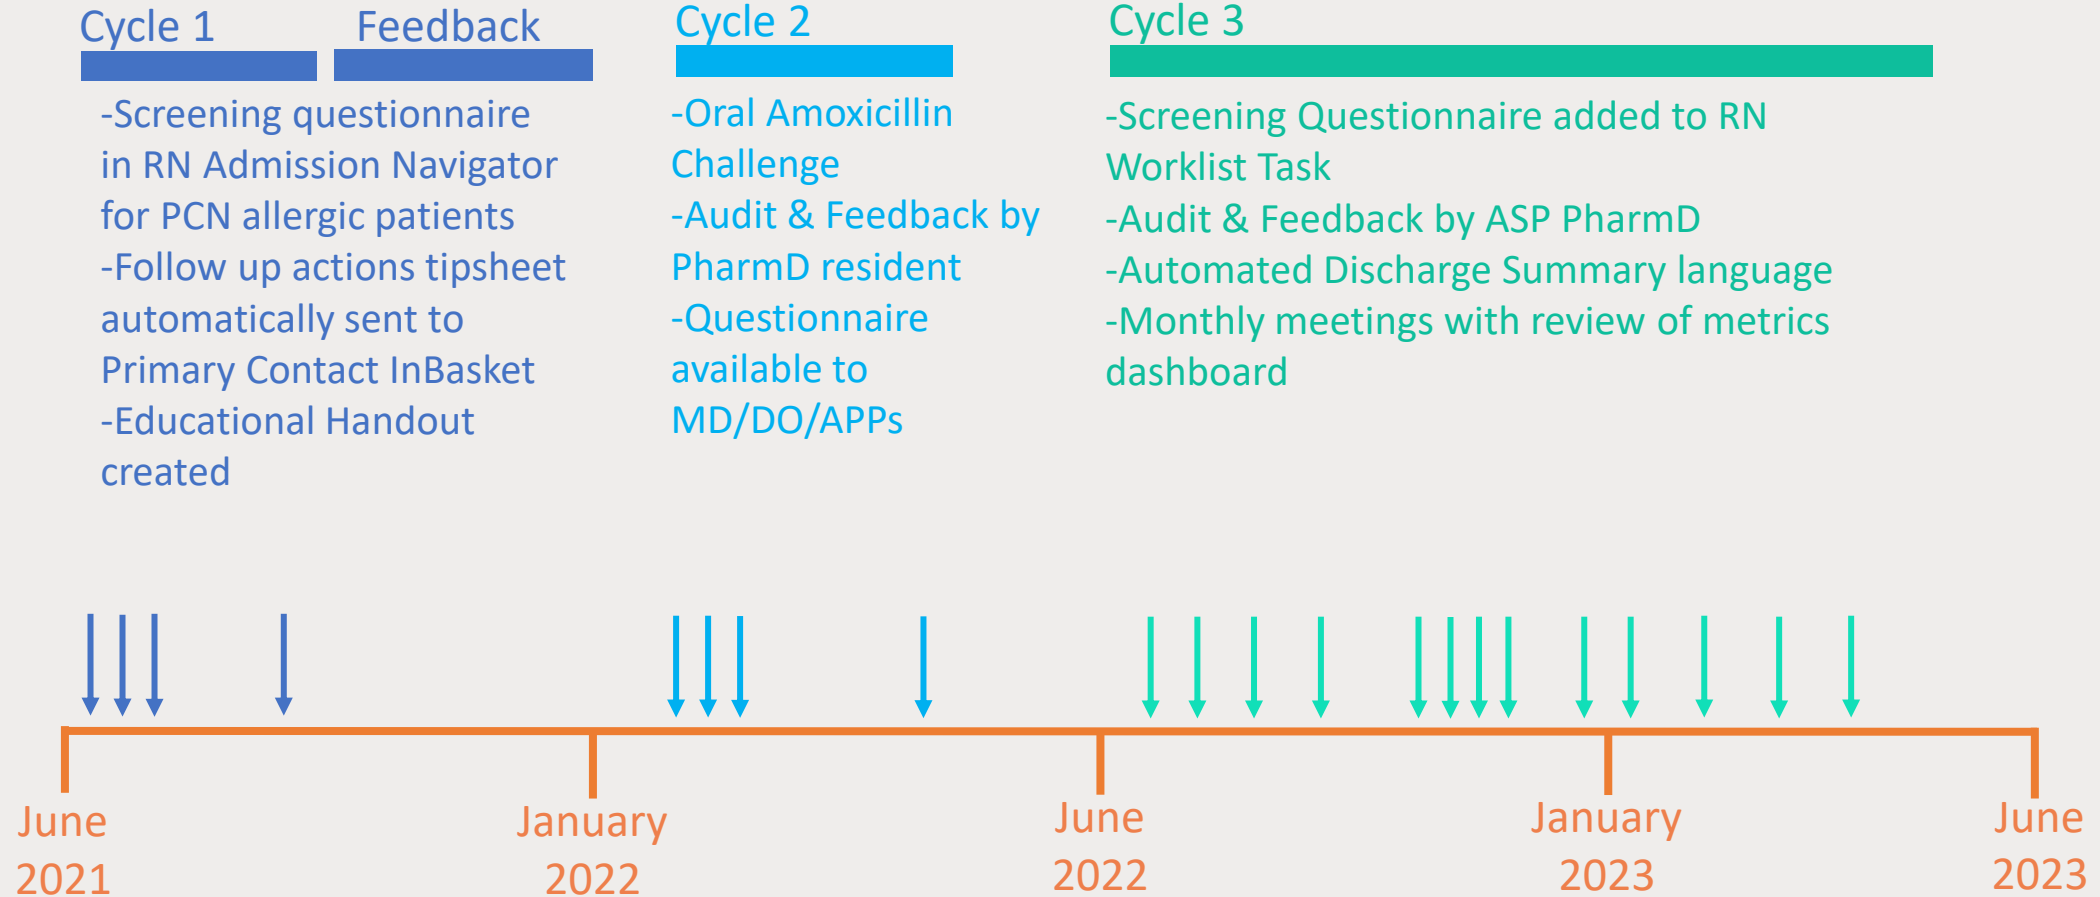 Cycle 1
Feedback
-Screening questionnaire
in RN Admission Navigator
for PCN allergic patients
-Follow up actions tipsheet
automatically sent to
Primary Contact InBasket
-Educational Handout
created
Cycle 2
-Oral Amoxicillin
Challenge
-Audit & Feedback by
PharmD resident
-Questionnaire
available to
MD/DO/APPs
Cycle 3
-Screening Questionnaire added to RN
Worklist Task
-Audit & Feedback by ASP PharmD
-Automated Discharge Summary language
-Monthly meetings with review of metrics
dashboard
June
2021
January
2022
June
2022
January
2023
June
2023